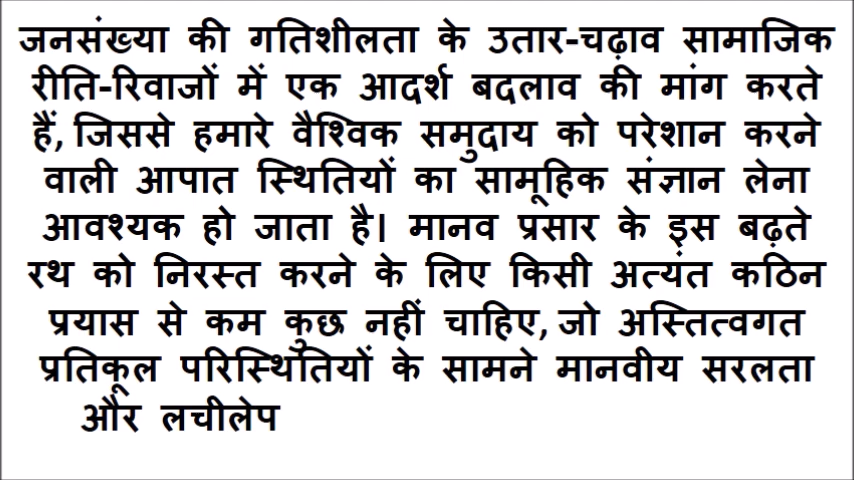 जनसंख्या की गतिशीलता के उतार-चढ़ाव सामाजिक
रीति-रिवाजों में एक आदर्श बदलाव की मांग करते
हैं, जिससे हमारे वैश्विक समुदाय को परेशान करने
वाली आपात स्थितियों का सामूहिक संज्ञान लेना
आवश्यक हो जाता है। मानव प्रसार के इस बढ़ते
रथ को निरस्त करने के लिए किसी अत्यंत कठिन
प्रयास से कम कुछ नहीं चाहिए, जो अस्तित्वगत
प्रतिकूल परिस्थितियों के सामने मानवीय सरलता
और लचीलेप